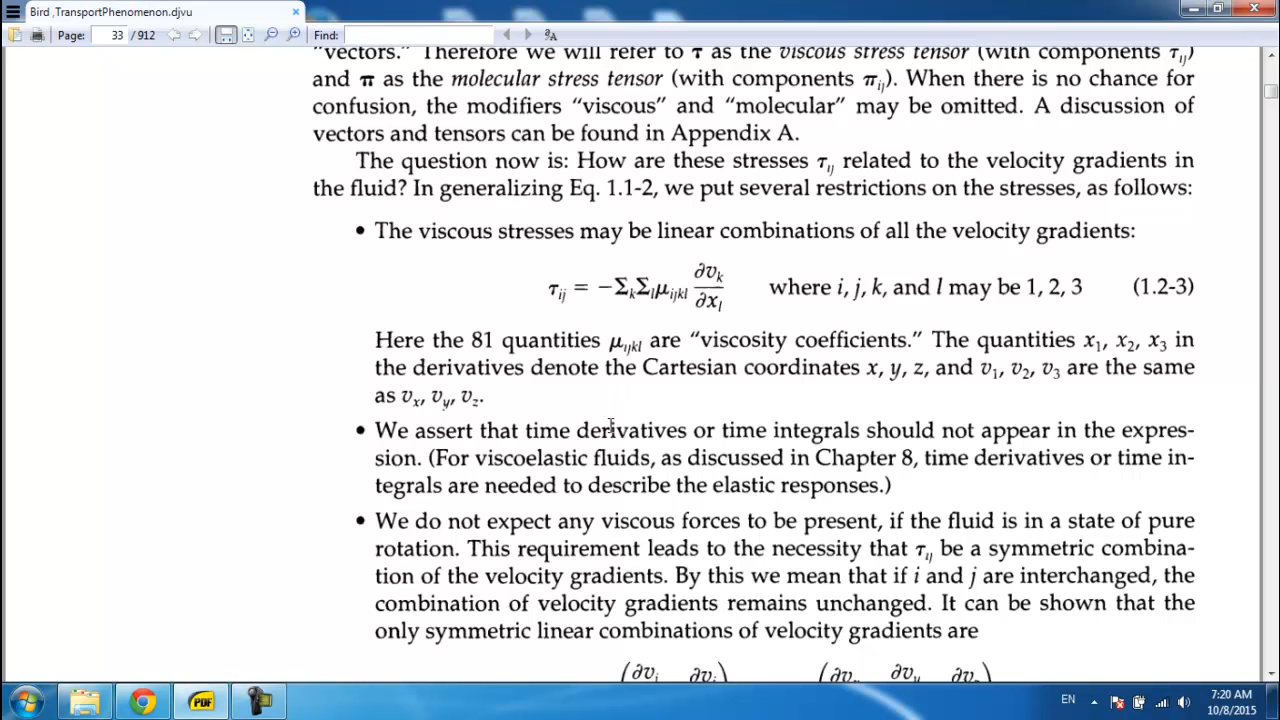 Bird ,TransportPhenomenon.djvu
Page: 33 / 912 Find:
"vectors." Therefore we will refer to τ as the viscous stress tensor (with components τij)
and π as the molecular stress tensor (with components πij). When there is no chance for
confusion, the modifiers "viscous" and "molecular" may be omitted. A discussion of
vectors and tensors can be found in Appendix A.
The question now is: How are these stresses τij related to the velocity gradients in
the fluid? In generalizing Eq. 1.1-2, we put several restrictions on the stresses, as follows:
• The viscous stresses may be linear combinations of all the velocity gradients:
τij = −ΣkΣlμijkl ∂vk/∂xl where i, j, k, and l may be 1, 2, 3 (1.2-3)
Here the 81 quantities μijkl are "viscosity coefficients." The quantities x1, x2, x3 in
the derivatives denote the Cartesian coordinates x, y, z, and v1, v2, v3 are the same
as vx, vy, vz.
• We assert that time derivatives or time integrals should not appear in the expres-
sion. (For viscoelastic fluids, as discussed in Chapter 8, time derivatives or time in-
tegrals are needed to describe the elastic responses.)
• We do not expect any viscous forces to be present, if the fluid is in a state of pure
rotation. This requirement leads to the necessity that τij be a symmetric combina-
tion of the velocity gradients. By this we mean that if i and j are interchanged, the
combination of velocity gradients remains unchanged. It can be shown that the
only symmetric linear combinations of velocity gradients are
PDF
EN
7:20 AM
10/8/2015